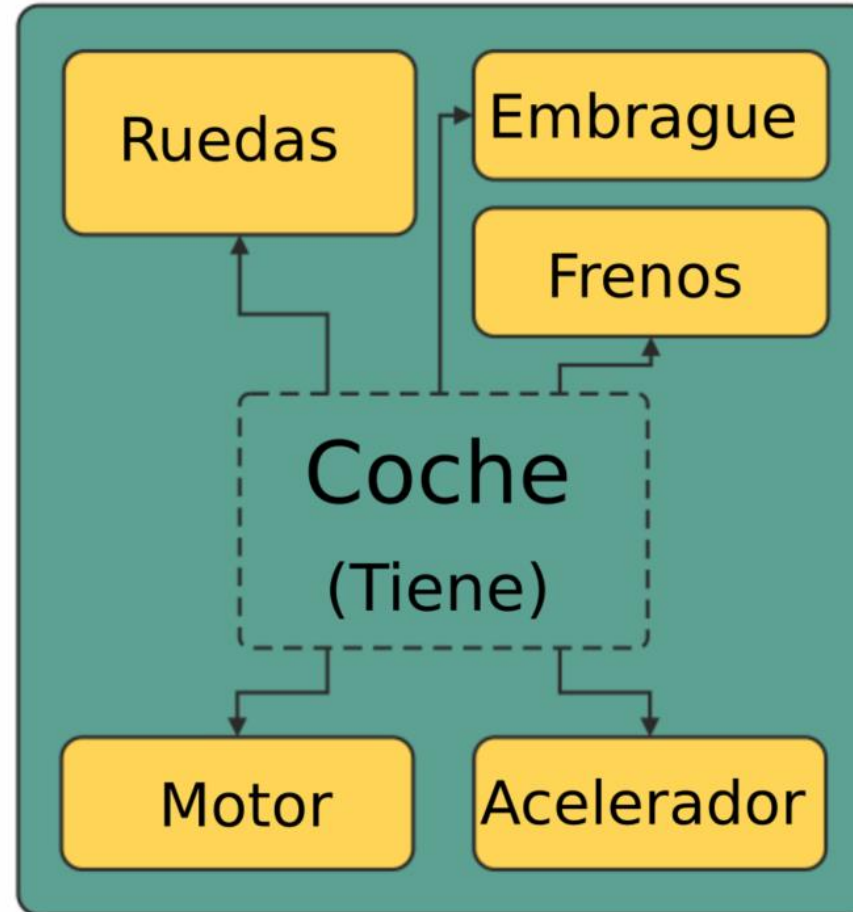 Ruedas
Embrague
Frenos
Coche
(Tiene)
Motor
Acelerador